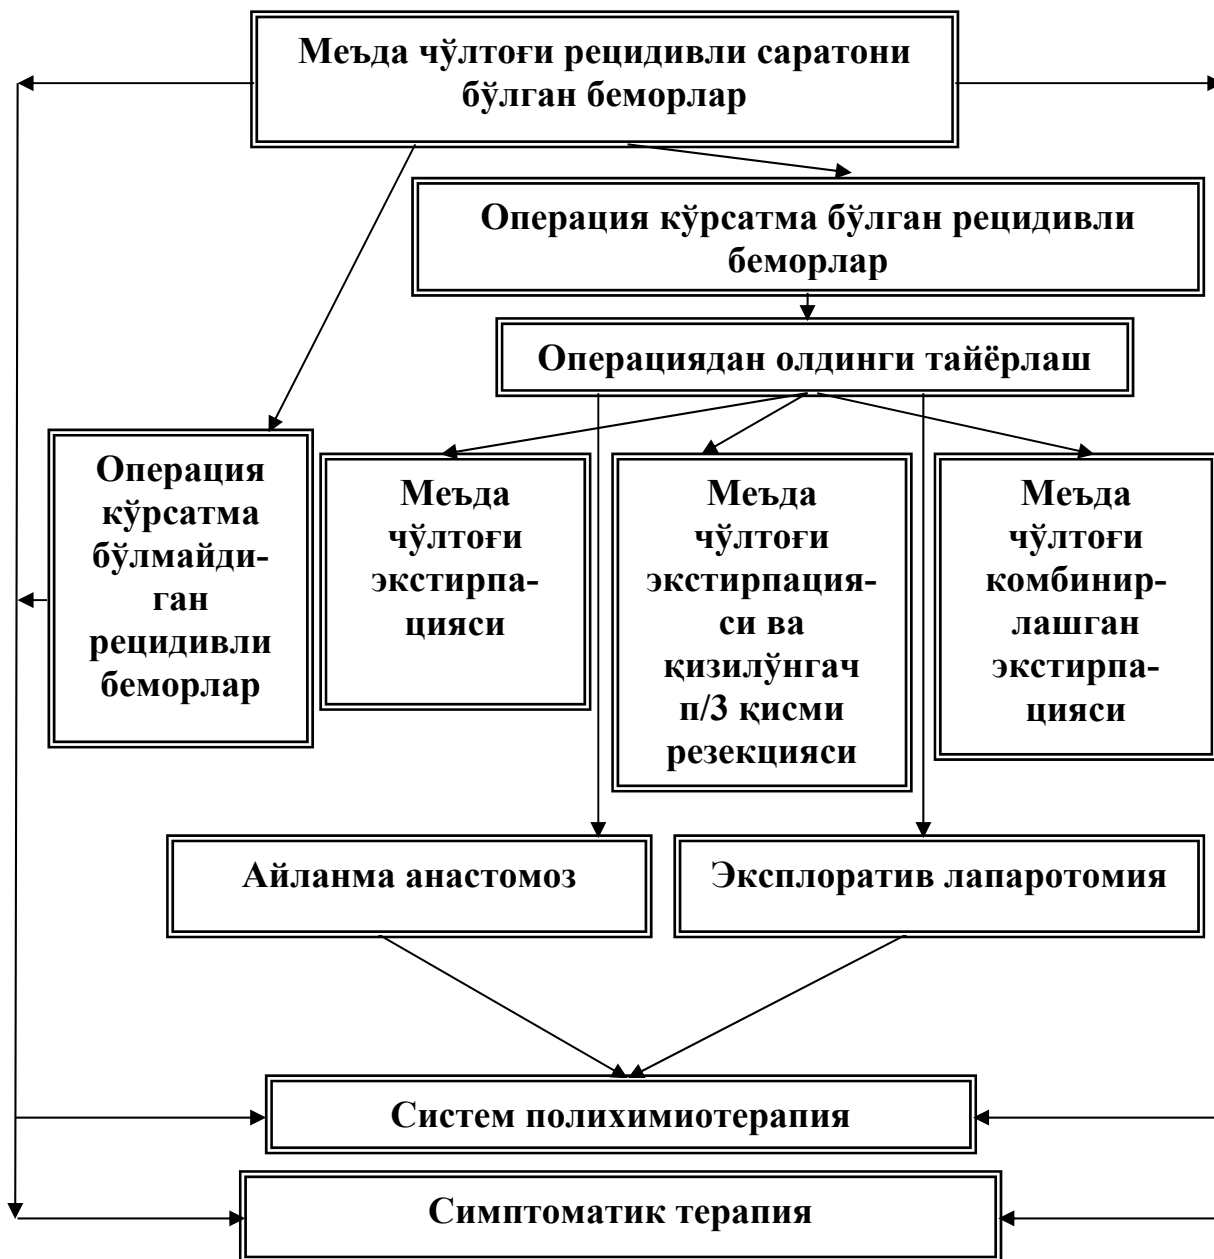 Меъда чўлтоғи рецидивли саратони
бўлган беморлар
Операция кўрсатма бўлган рецидивли
беморлар
Операциядан олдинги тайёрлаш
Операция
кўрсатма
бўлмайди-
ган
рецидивли
беморлар
Меъда
чўлтоғи
экстирпа-
цияси
Меъда
чўлтоғи
экстирпация-
си ва
қизилўнгач
п/3 қисми
резекцияси
Меъда
чўлтоғи
комбинир-
лашган
экстирпа-
цияси
Айланма анастомоз
Эксплоратив лапаротомия
Систем полихимиотерапия
Симптоматик терапия